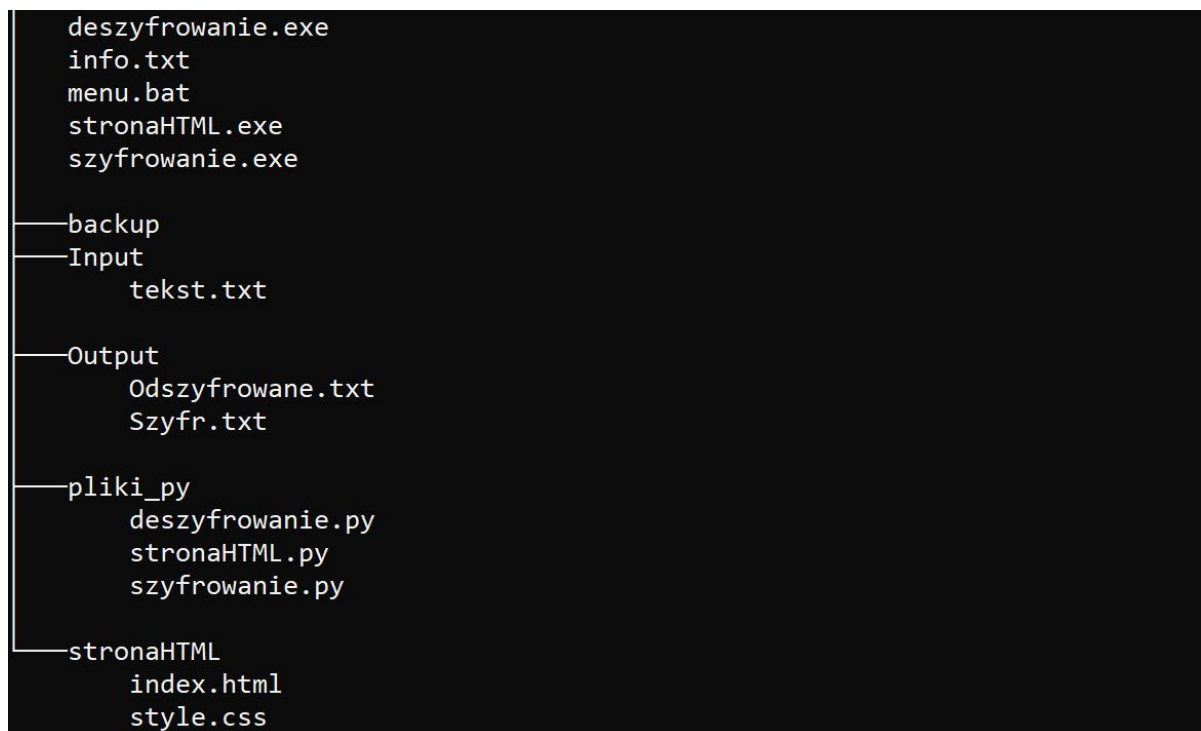 deszyfrowanie.exe
info.txt
menu.bat
stronaHTML.exe
szyfrowanie.exe
backup
Input
tekst.txt
Output
Odszyfrowane.txt
Szyfr.txt
pliki_py
deszyfrowanie.py
stronaHTML.py
szyfrowanie.py
stronaHTML
index.html
style.css